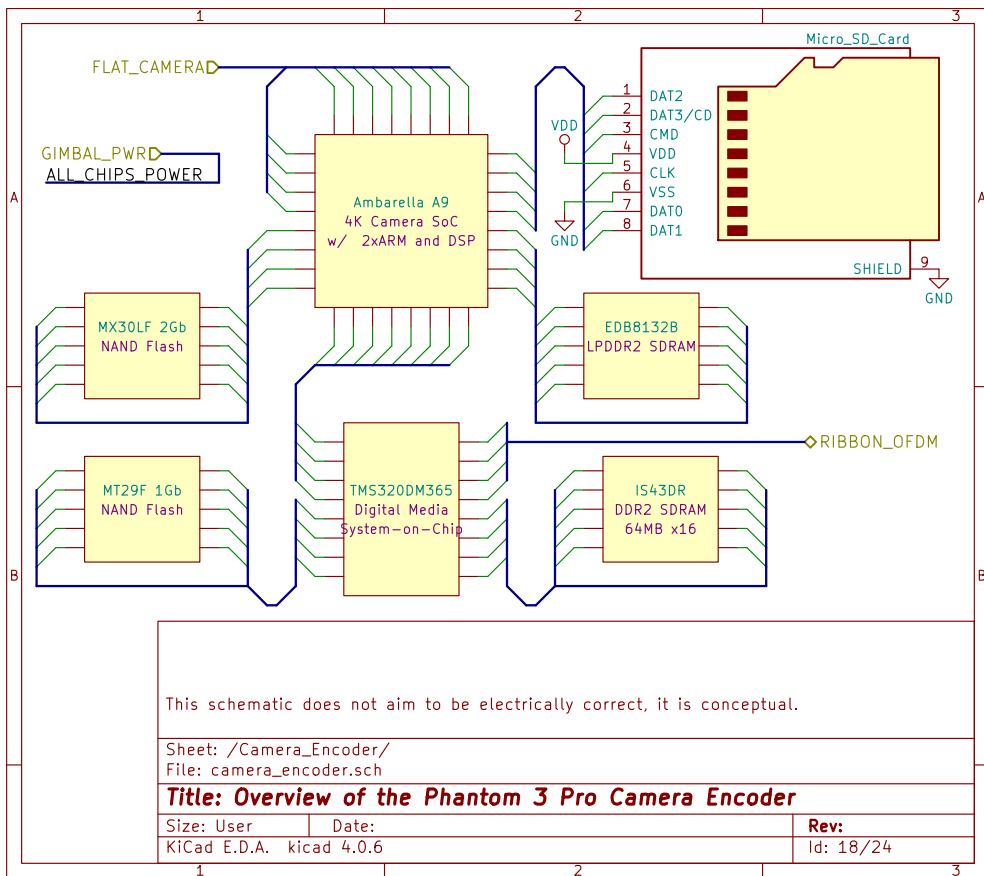 1 2 3
Micro_SD_Card
FLAT_CAMERA
1 DAT2
2 DAT3/CD
3 CMD
4 VDD
5 CLK
6 VSS
7 DAT0
8 DAT1
SHIELD 9
GND
VDD
GND
GIMBAL_PWR
ALL_CHIPS_POWER
A A
Ambarella A9
4K Camera SoC
w/ 2xARM and DSP
MX30LF 2Gb
NAND Flash
EDB8132B
LPDDR2 SDRAM
RIBBON_OFDM
MT29F 1Gb
NAND Flash
TMS320DM365
Digital Media
System-on-Chip
IS43DR
DDR2 SDRAM
64MB x16
B B
This schematic does not aim to be electrically correct, it is conceptual.
Sheet: /Camera_Encoder/
File: camera_encoder.sch
Title: Overview of the Phantom 3 Pro Camera Encoder
Size: User Date: Rev:
KiCad E.D.A. kicad 4.0.6 Id: 18/24
1 2 3